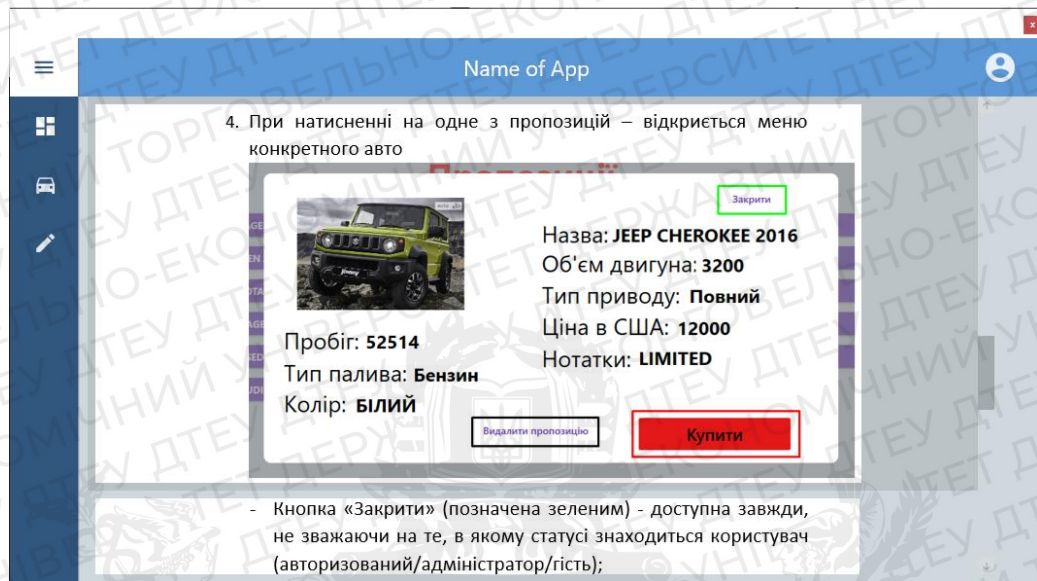 Name of App
4. При натисненні на одне з пропозицій – відкриється меню
конкретного авто
Пропозиції
Закрити
Назва: JEEP CHEROKEE 2016
Об'єм двигуна: 3200
Тип приводу: Повний
Ціна в США: 12000
Нотатки: LIMITED
Jimny
Пробіг: 52514
Тип палива: Бензин
Колір: БІЛИЙ
Видалити пропозицію
Купити
- Кнопка «Закрити» (позначена зеленим) - доступна завжди,
не зважаючи на те, в якому статусі знаходиться користувач
(авторизований/адміністратор/гість);